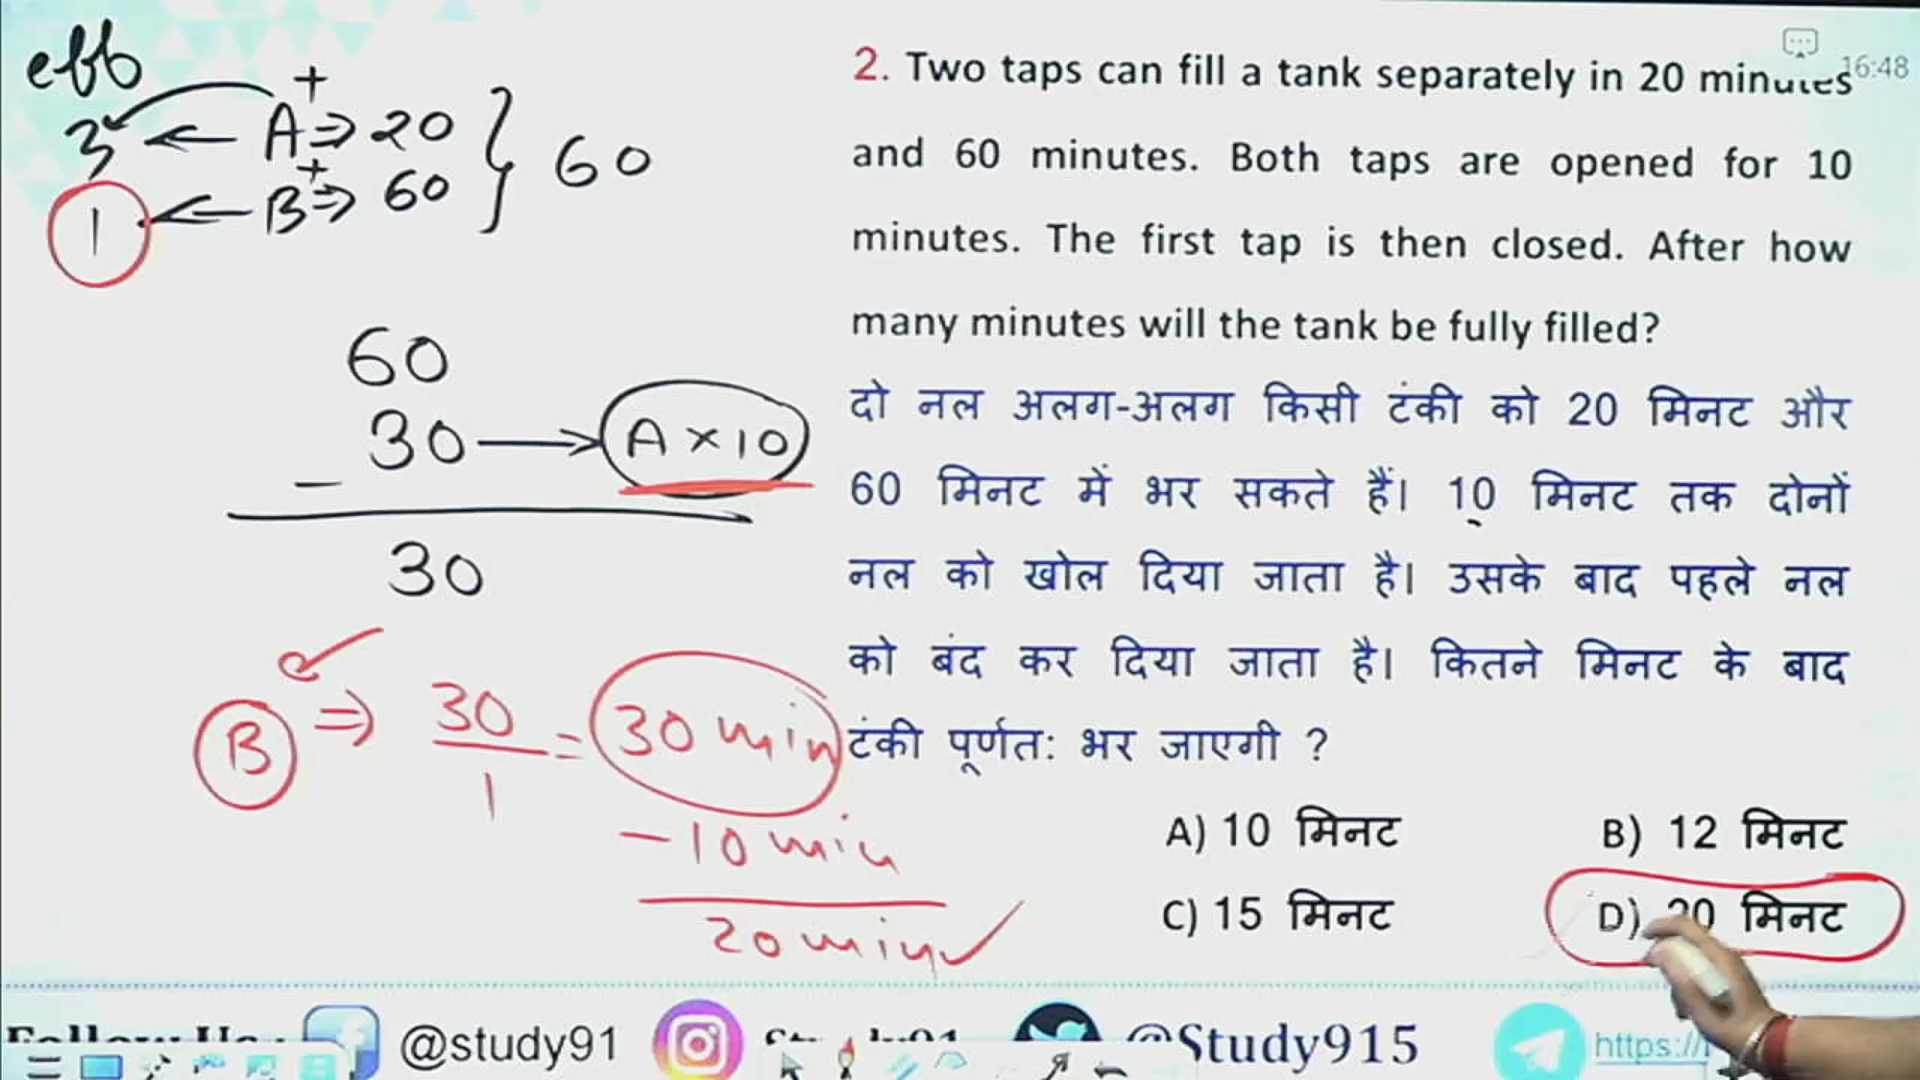 eff
3 ← A⁺ ⇒ 20
1 ← B⁺ ⇒ 60
} 60
60
- 30 → A × 10
30
B ⇒ 30/1 = 30 min
- 10 min
20 min ✓
16:48
2. Two taps can fill a tank separately in 20 minutes
and 60 minutes. Both taps are opened for 10
minutes. The first tap is then closed. After how
many minutes will the tank be fully filled?
दो नल अलग-अलग किसी टंकी को 20 मिनट और
60 मिनट में भर सकते हैं। 10 मिनट तक दोनों
नल को खोल दिया जाता है। उसके बाद पहले नल
को बंद कर दिया जाता है। कितने मिनट के बाद
टंकी पूर्णत: भर जाएगी ?
A) 10 मिनट B) 12 मिनट
C) 15 मिनट D) 20 मिनट
Follow Us @study91 @Study915 https://